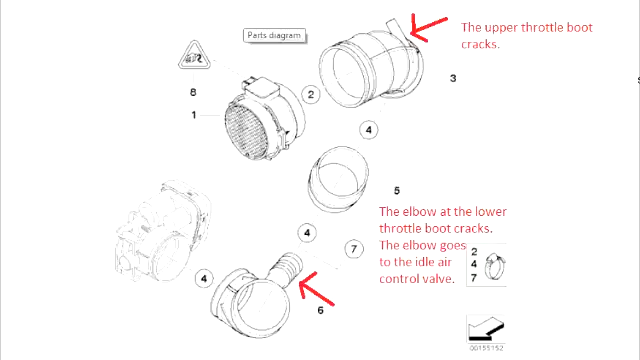 Parts diagram
The upper throttle boot
cracks.
3
8
2
1
4
5
The elbow at the lower
throttle boot cracks.
The elbow goes
to the idle air
control valve.
4
7
2
4
7
4
6
00155152